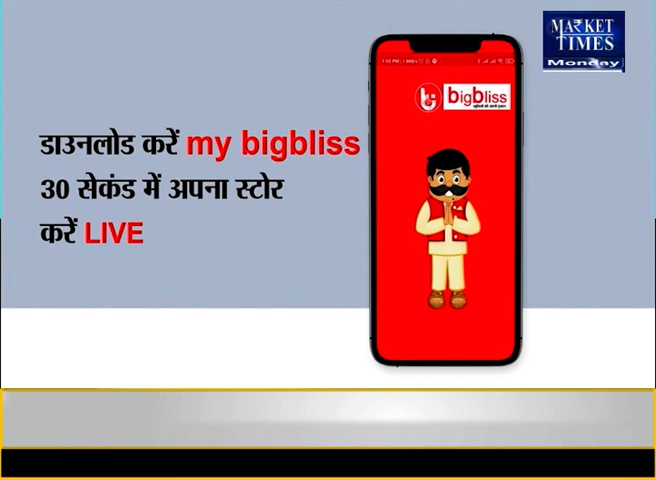 MARKET
TIMES
Monday
bigbliss
डाउनलोड करें my bigbliss
30 सेकंड में अपना स्टोर
करें LIVE